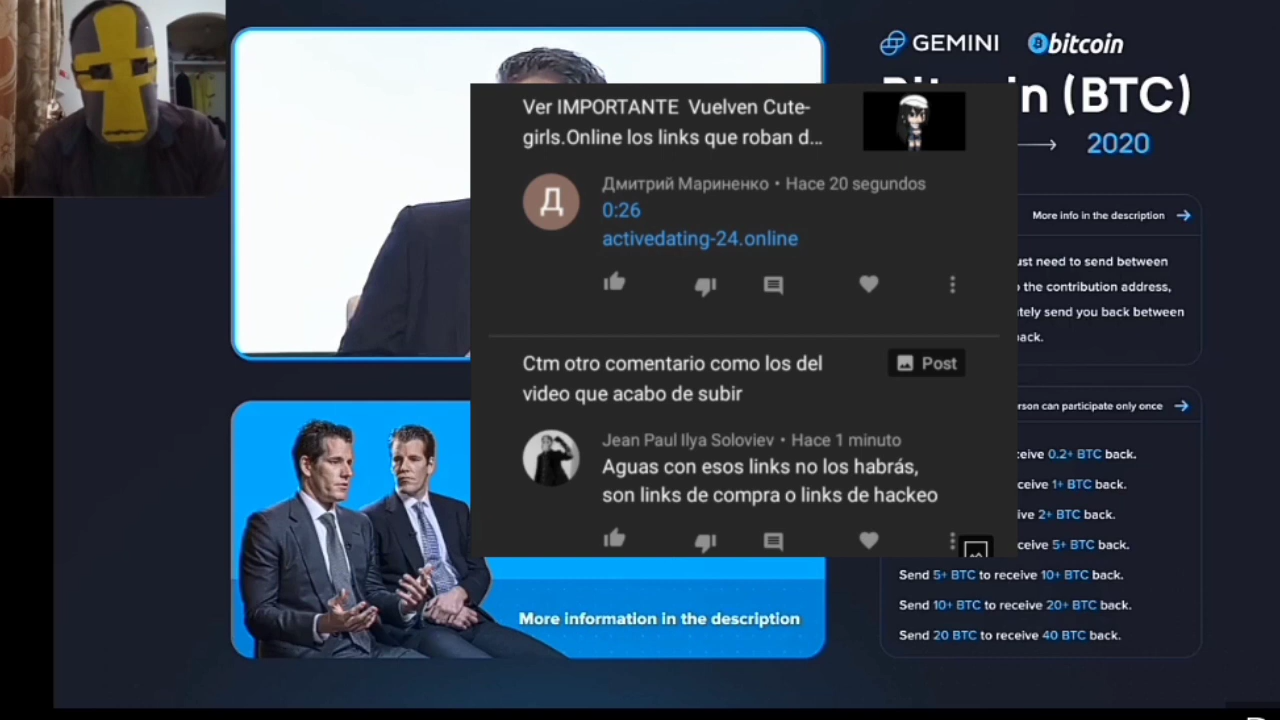 GEMINI
bitcoin
n (BTC)
2020
More info in the description
ust need to send between
the contribution address,
tely send you back between
ack.
rson can participate only once
ceive 0.2+ BTC back.
ceive 1+ BTC back.
ive 2+ BTC back.
ceive 5+ BTC back.
Send 5+ BTC to receive 10+ BTC back.
Send 10+ BTC to receive 20+ BTC back.
Send 20 BTC to receive 40 BTC back.
Ver IMPORTANTE Vuelven Cute-
girls.Online los links que roban d...
Дмитрий Мариненко • Hace 20 segundos
Д
0:26
activedating-24.online
Ctm otro comentario como los del
video que acabo de subir
Post
Jean Paul Ilya Soloviev • Hace 1 minuto
Aguas con esos links no los habrás,
son links de compra o links de hackeo
More information in the description